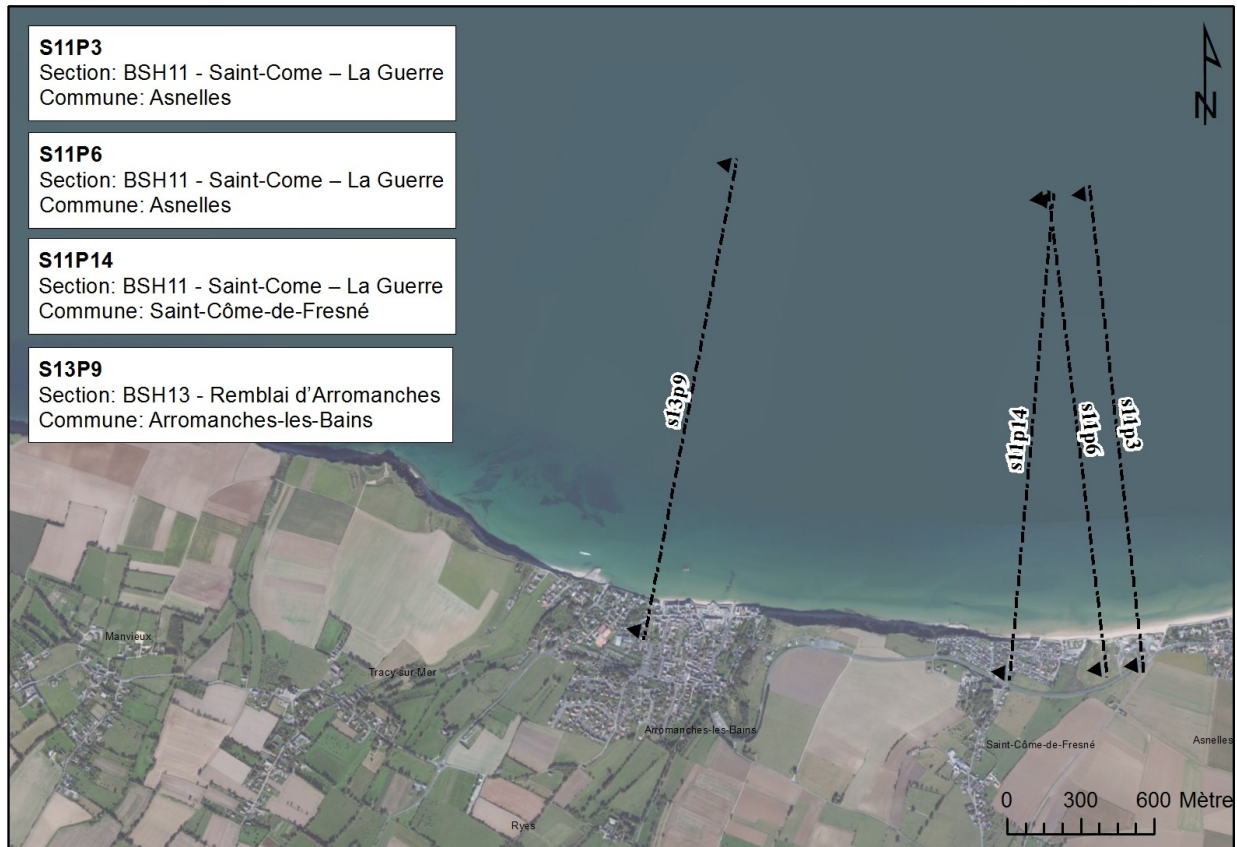 S11P3
Section: BSH11 - Saint-Come – La Guerre
Commune: Asnelles
S11P6
Section: BSH11 - Saint-Come – La Guerre
Commune: Asnelles
S11P14
Section: BSH11 - Saint-Come – La Guerre
Commune: Saint-Côme-de-Fresné
S13P9
Section: BSH13 - Remblai d'Arromanches
Commune: Arromanches-les-Bains
N
s13p9
s11p14
s11p6
s11p3
Manvieux
Tracy-sur-Mer
Arromanches-les-Bains
Saint-Côme-de-Fresné
Asnelles
Ryes
0 300 600 Mètre